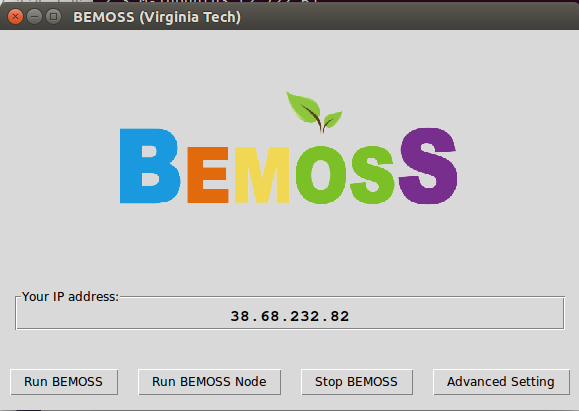 BEMOSS (Virginia Tech)
BEMOSS
Your IP address:
38.68.232.82
Run BEMOSS
Run BEMOSS Node
Stop BEMOSS
Advanced Setting